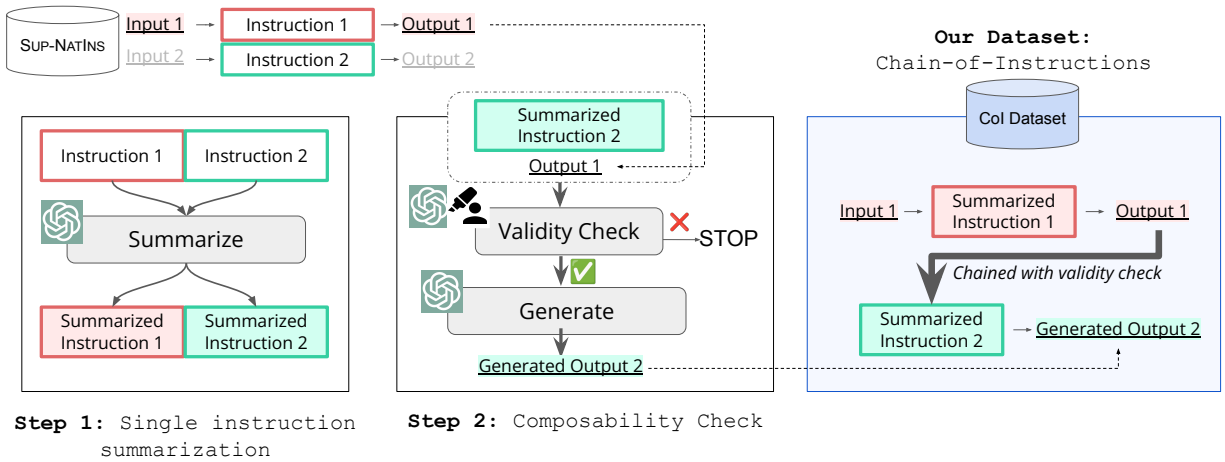 SUP-NATINS
Input 1
Instruction 1
Output 1
Input 2
Instruction 2
Output 2
Our Dataset:
Chain-of-Instructions
CoI Dataset
Instruction 1
Instruction 2
Summarize
Summarized
Instruction 1
Summarized
Instruction 2
Step 1: Single instruction
summarization
Summarized
Instruction 2
Output 1
Validity Check
STOP
Generate
Generated Output 2
Step 2: Composability Check
Input 1
Summarized
Instruction 1
Output 1
Chained with validity check
Summarized
Instruction 2
Generated Output 2